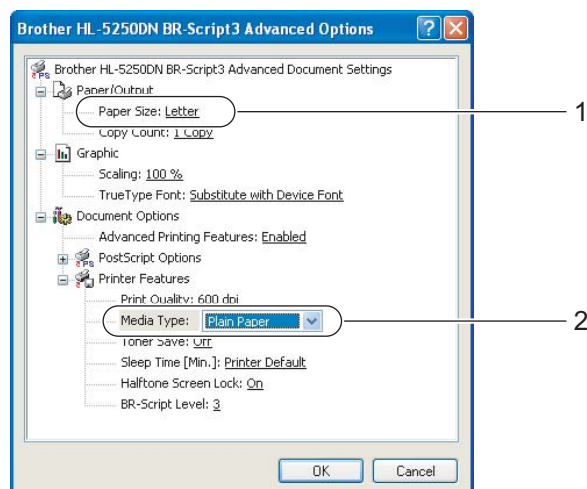 Brother HL-5250DN BR-Script3 Advanced Options
Brother HL-5250DN BR-Script3 Advanced Document Settings
Paper/Output
Paper Size: Letter
1
Copy Count: 1 Copy
Graphic
Scaling: 100 %
TrueType Font: Substitute with Device Font
Document Options
Advanced Printing Features: Enabled
PostScript Options
Printer Features
Print Quality: 600 dpi
Media Type: Plain Paper
2
Toner Save: Off
Sleep Time [Min.]: Printer Default
Halftone Screen Lock: On
BR-Script Level: 3
OK
Cancel